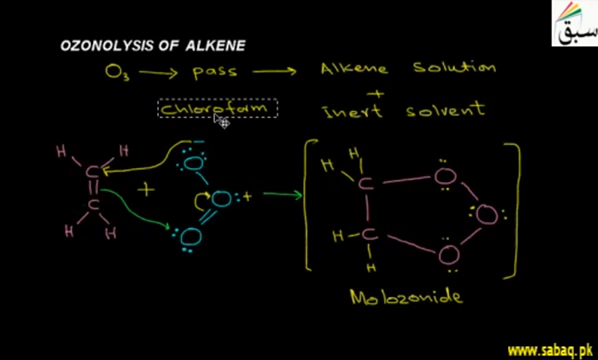 سبق
OZONOLYSIS OF ALKENE
O₃ → pass → Alkene solution
+
Chloroform Inert solvent
H H H H C C + O O O + → H H H H C C O O O
Molozonide
www.sabaq.pk